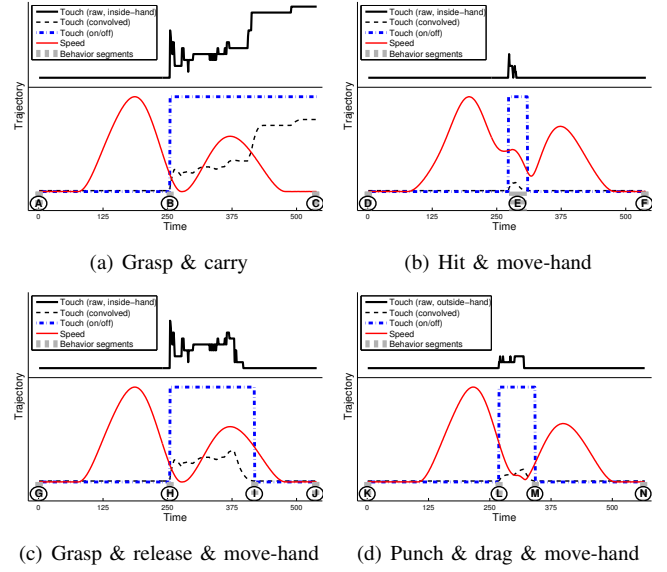 Touch (raw, inside-hand)
Touch (convolved)
Touch (on/off)
Speed
Behavior segments
Trajectory
A
B
C
0
125
250
375
500
Time
(a) Grasp & carry
Touch (raw, inside-hand)
Touch (convolved)
Touch (on/off)
Speed
Behavior segments
Trajectory
D
E
F
0
125
250
375
500
Time
(b) Hit & move-hand
Touch (raw, inside-hand)
Touch (convolved)
Touch (on/off)
Speed
Behavior segments
Trajectory
G
H
I
J
0
125
250
375
500
Time
(c) Grasp & release & move-hand
Touch (raw, outside-hand)
Touch (convolved)
Touch (on/off)
Speed
Behavior segments
Trajectory
K
L
M
N
0
125
250
375
500
Time
(d) Punch & drag & move-hand